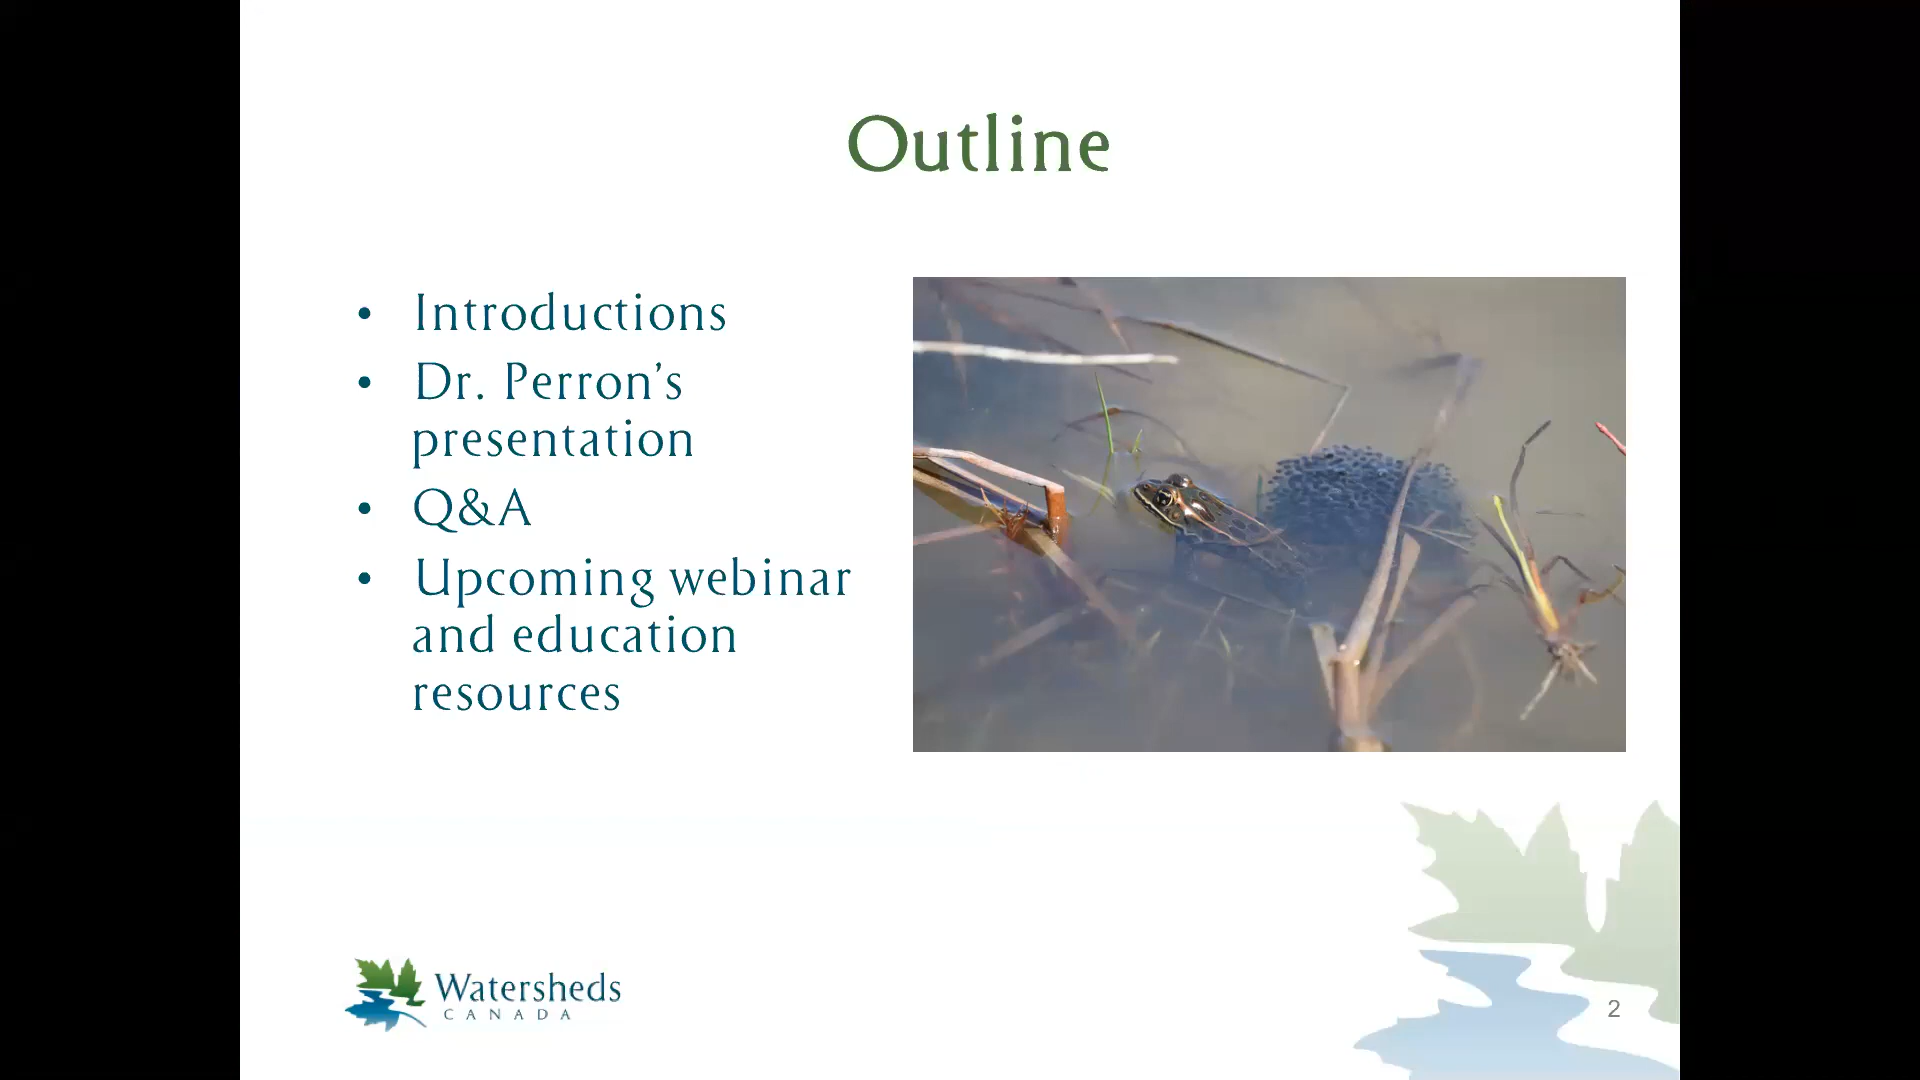 Outline
• Introductions
• Dr. Perron’s
presentation
• Q&A
• Upcoming webinar
and education
resources
Watersheds
CANADA
2